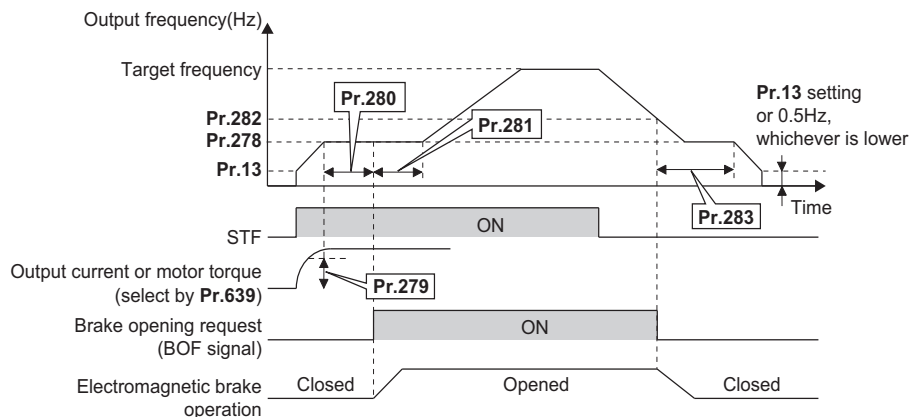 Output frequency(Hz)
Target frequency
Pr.280
Pr.13 setting
or 0.5Hz,
whichever is lower
Pr.282
Pr.281
Pr.278
Pr.13
Time
Pr.283
STF
ON
Output current or motor torque
(select by Pr.639)
Pr.279
Brake opening request
(BOF signal)
ON
Electromagnetic brake
operation
Closed
Opened
Closed